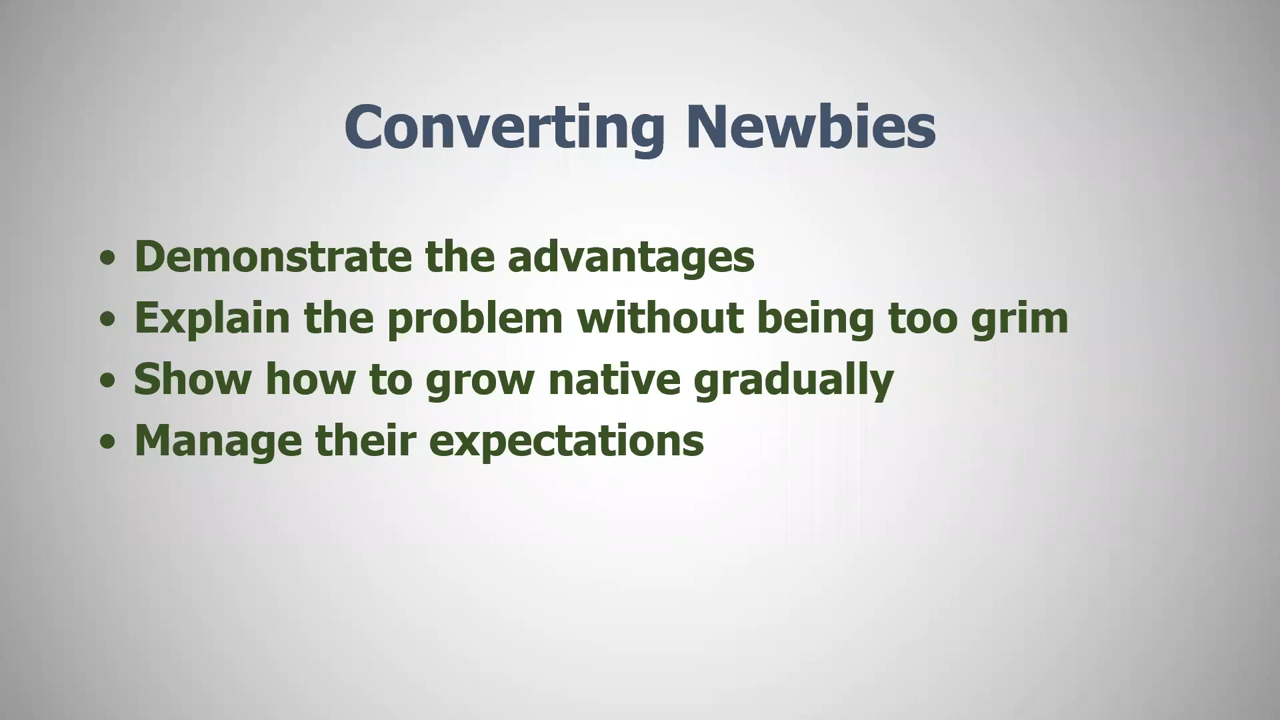 Converting Newbies
• Demonstrate the advantages
• Explain the problem without being too grim
• Show how to grow native gradually
• Manage their expectations